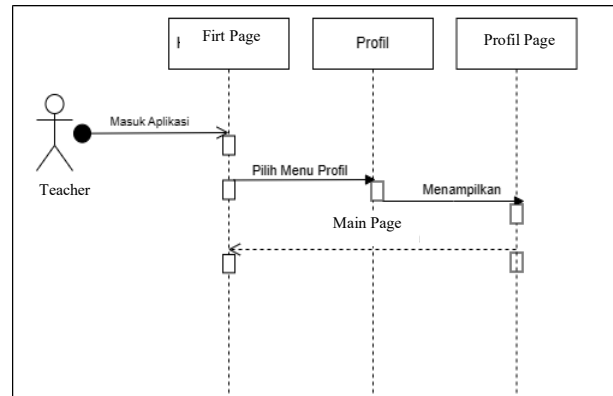 Firt Page
Profil
Profil Page
Masuk Aplikasi
Teacher
Pilih Menu Profil
Menampilkan
Main Page